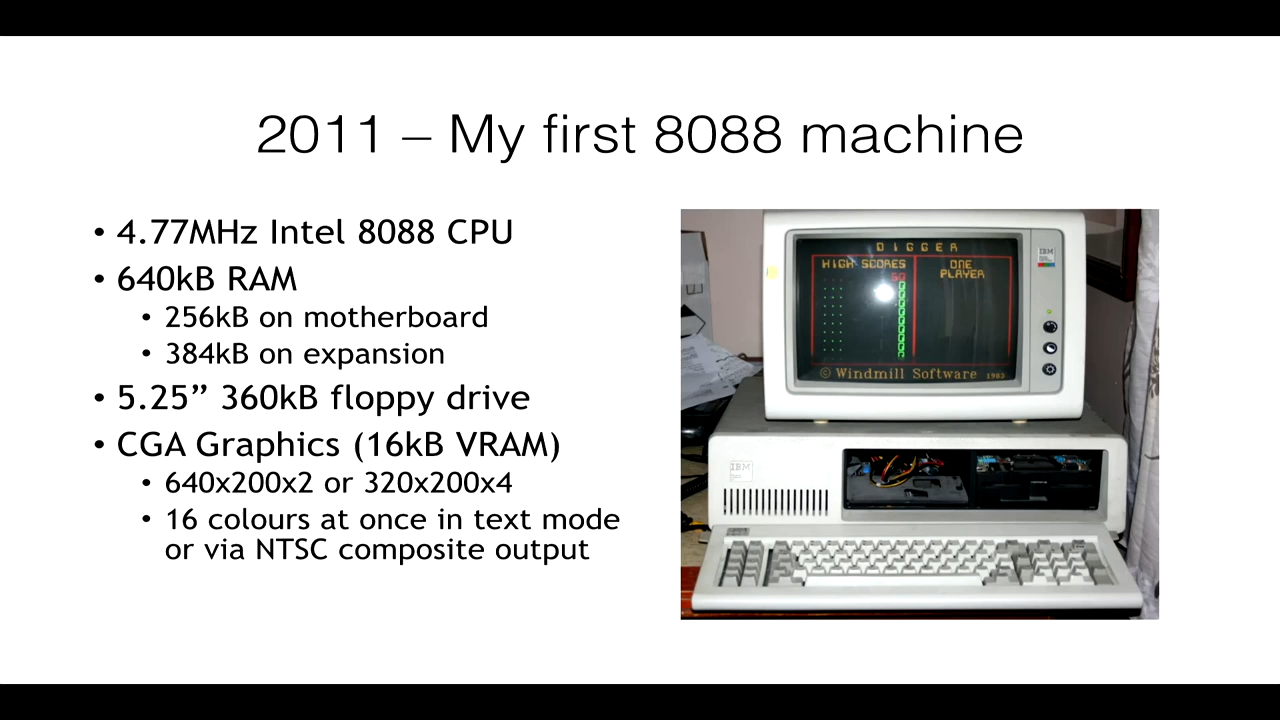 2011 – My first 8088 machine
• 4.77MHz Intel 8088 CPU
• 640kB RAM
• 256kB on motherboard
• 384kB on expansion
• 5.25” 360kB floppy drive
• CGA Graphics (16kB VRAM)
• 640x200x2 or 320x200x4
• 16 colours at once in text mode
or via NTSC composite output
DIGGER
HIGH SCORES
ONE
PLAYER
© Windmill Software 1983
IBM
IBM